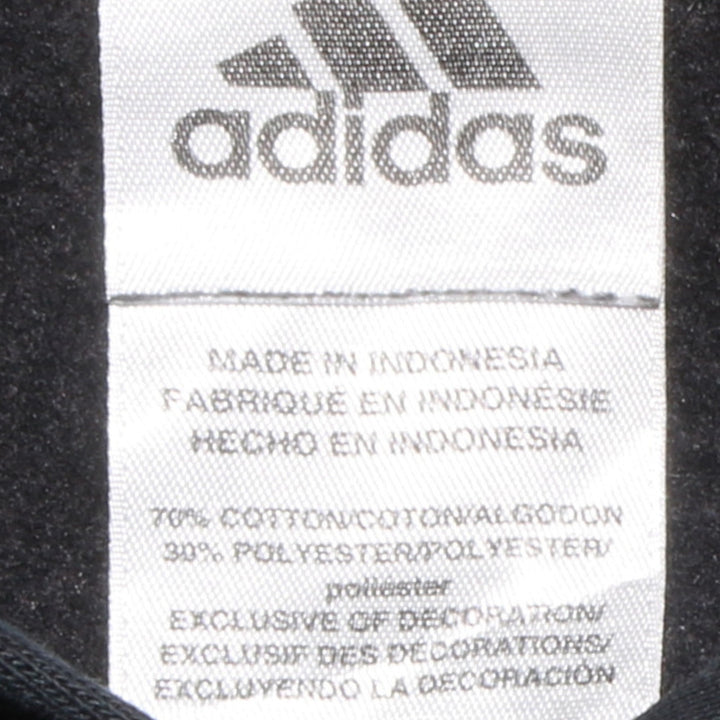 adidas
MADE IN INDONESIA
FABRIQUÉ EN INDONÉSIE
HECHO EN INDONESIA
70% COTTON/COTON/ALGODON
30% POLYESTER/POLYESTER/
poliéster
EXCLUSIVE OF DECORATION/
EXCLUSIF DES DÉCORATIONS/
EXCLUYENDO LA DECORACIÓN